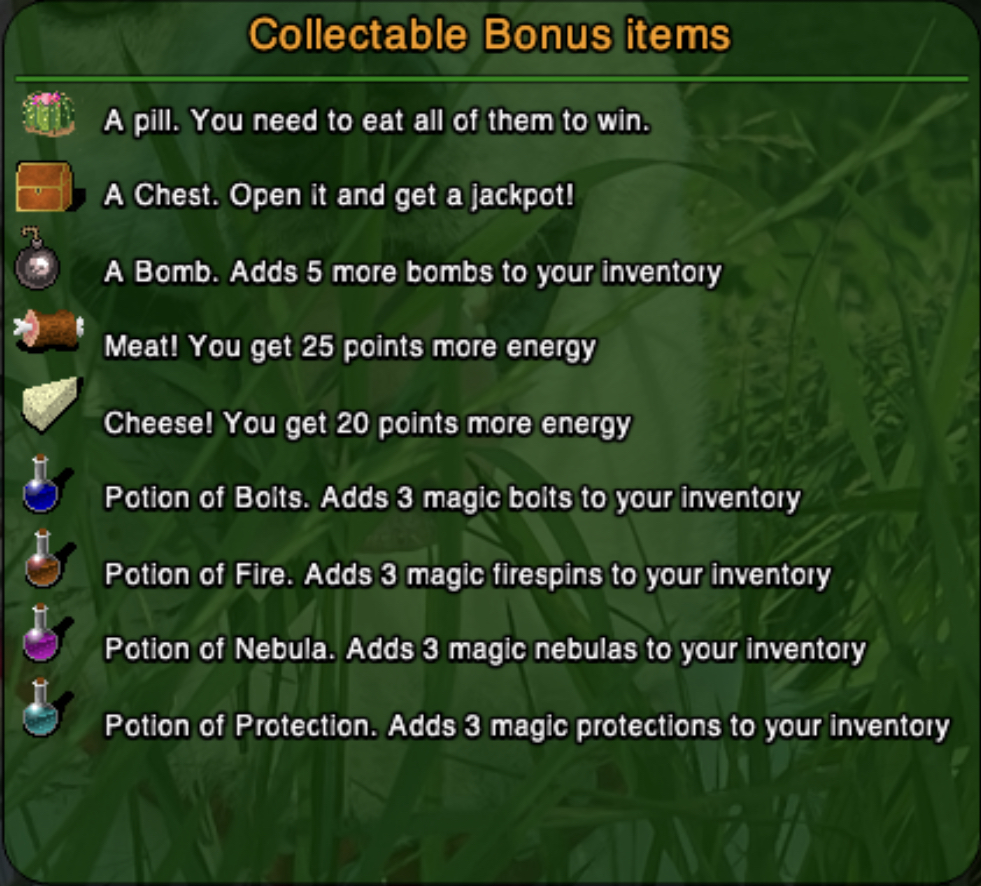 Collectable Bonus items
A pill. You need to eat all of them to win.
A Chest. Open it and get a jackpot!
A Bomb. Adds 5 more bombs to your inventory
Meat! You get 25 points more energy
Cheese! You get 20 points more energy
Potion of Bolts. Adds 3 magic bolts to your inventory
Potion of Fire. Adds 3 magic firespins to your inventory
Potion of Nebula. Adds 3 magic nebulas to your inventory
Potion of Protection. Adds 3 magic protections to your inventory